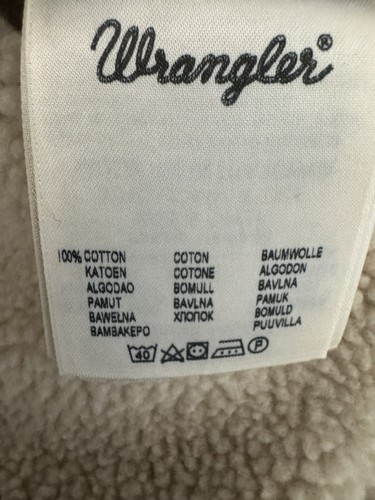 Wrangler®
100% COTTON COTON BAUMWOLLE
KATOEN COTONE ALGODON
ALGODAO BOMULL BAVLNA
PAMUT BAVLNA PAMUK
BAWEŁNA ХЛОПОК BOMULD
BAMBAKEPO PUUVILLA
40 P